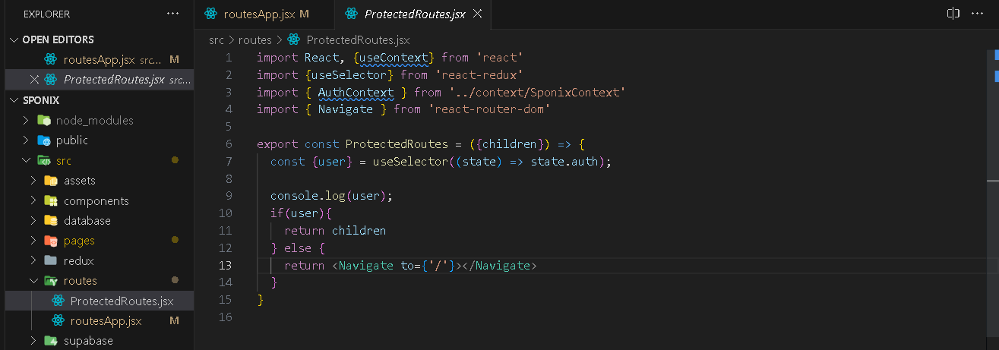 EXPLORER
OPEN EDITORS
routesApp.jsx src... M
ProtectedRoutes.jsx src...
SPONIX
node_modules
public
src
assets
components
database
pages
redux
routes
ProtectedRoutes.jsx
routesApp.jsx M
supabase
routesApp.jsx M
ProtectedRoutes.jsx
src > routes > ProtectedRoutes.jsx
1 import React, {useContext} from 'react'
2 import {useSelector} from 'react-redux'
3 import { AuthContext } from '../context/SponixContext'
4 import { Navigate } from 'react-router-dom'
5
6 export const ProtectedRoutes = ({children}) => {
7 const {user} = useSelector((state) => state.auth);
8
9 console.log(user);
10 if(user){
11 return children
12 } else {
13 return <Navigate to={'/'}></Navigate>
14 }
15 }
16